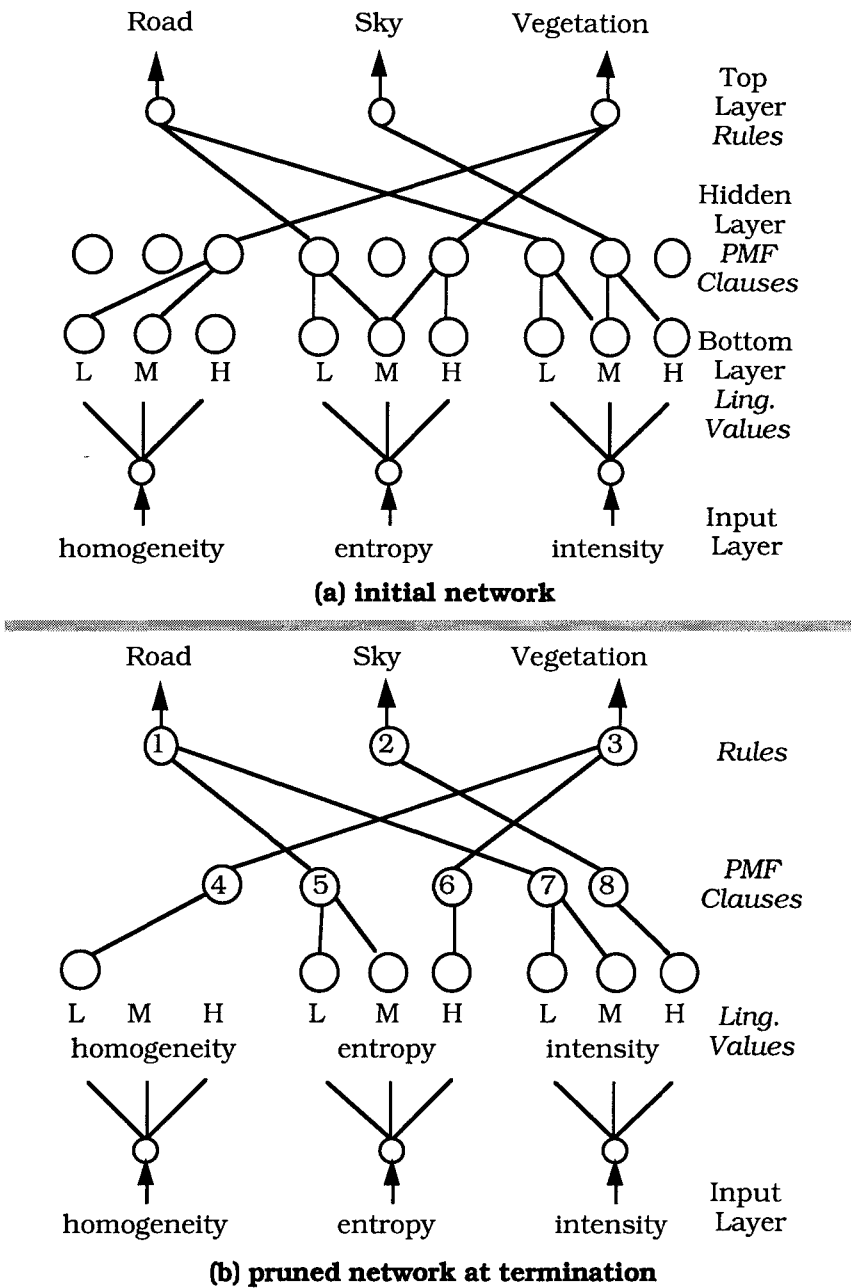 Road Sky Vegetation
Top
Layer
Rules
Hidden
Layer
PMF
Clauses
L M H L M H L M H
Bottom
Layer
Ling.
Values
homogeneity entropy intensity
Input
Layer
(a) initial network
Road Sky Vegetation
1 2 3
Rules
4 5 6 7 8
PMF
Clauses
L M H L M H L M H
homogeneity entropy intensity
Ling.
Values
homogeneity entropy intensity
Input
Layer
(b) pruned network at termination